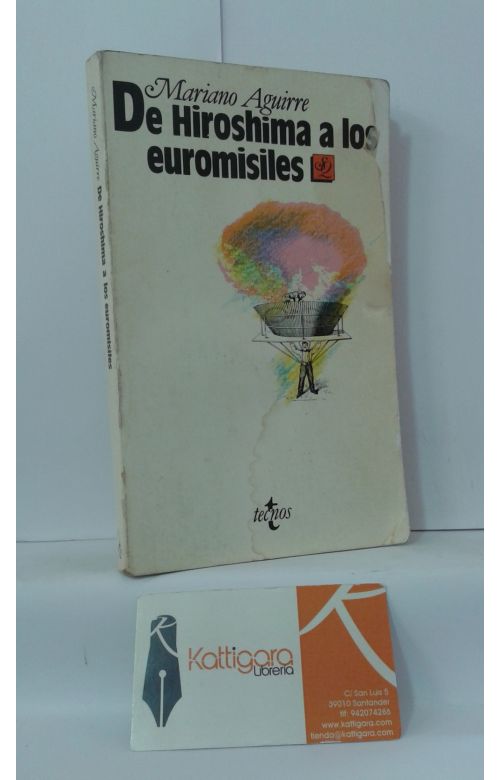 Mariano Aguirre
De Hiroshima a los
euromisiles
Mariano Aguirre De Hiroshima a los euromisiles
tecnos
Kattigara
Librería
C/ San Luis 5
39010 Santander
tlf: 942074266
www.kattigara.com
tienda@kattigara.com